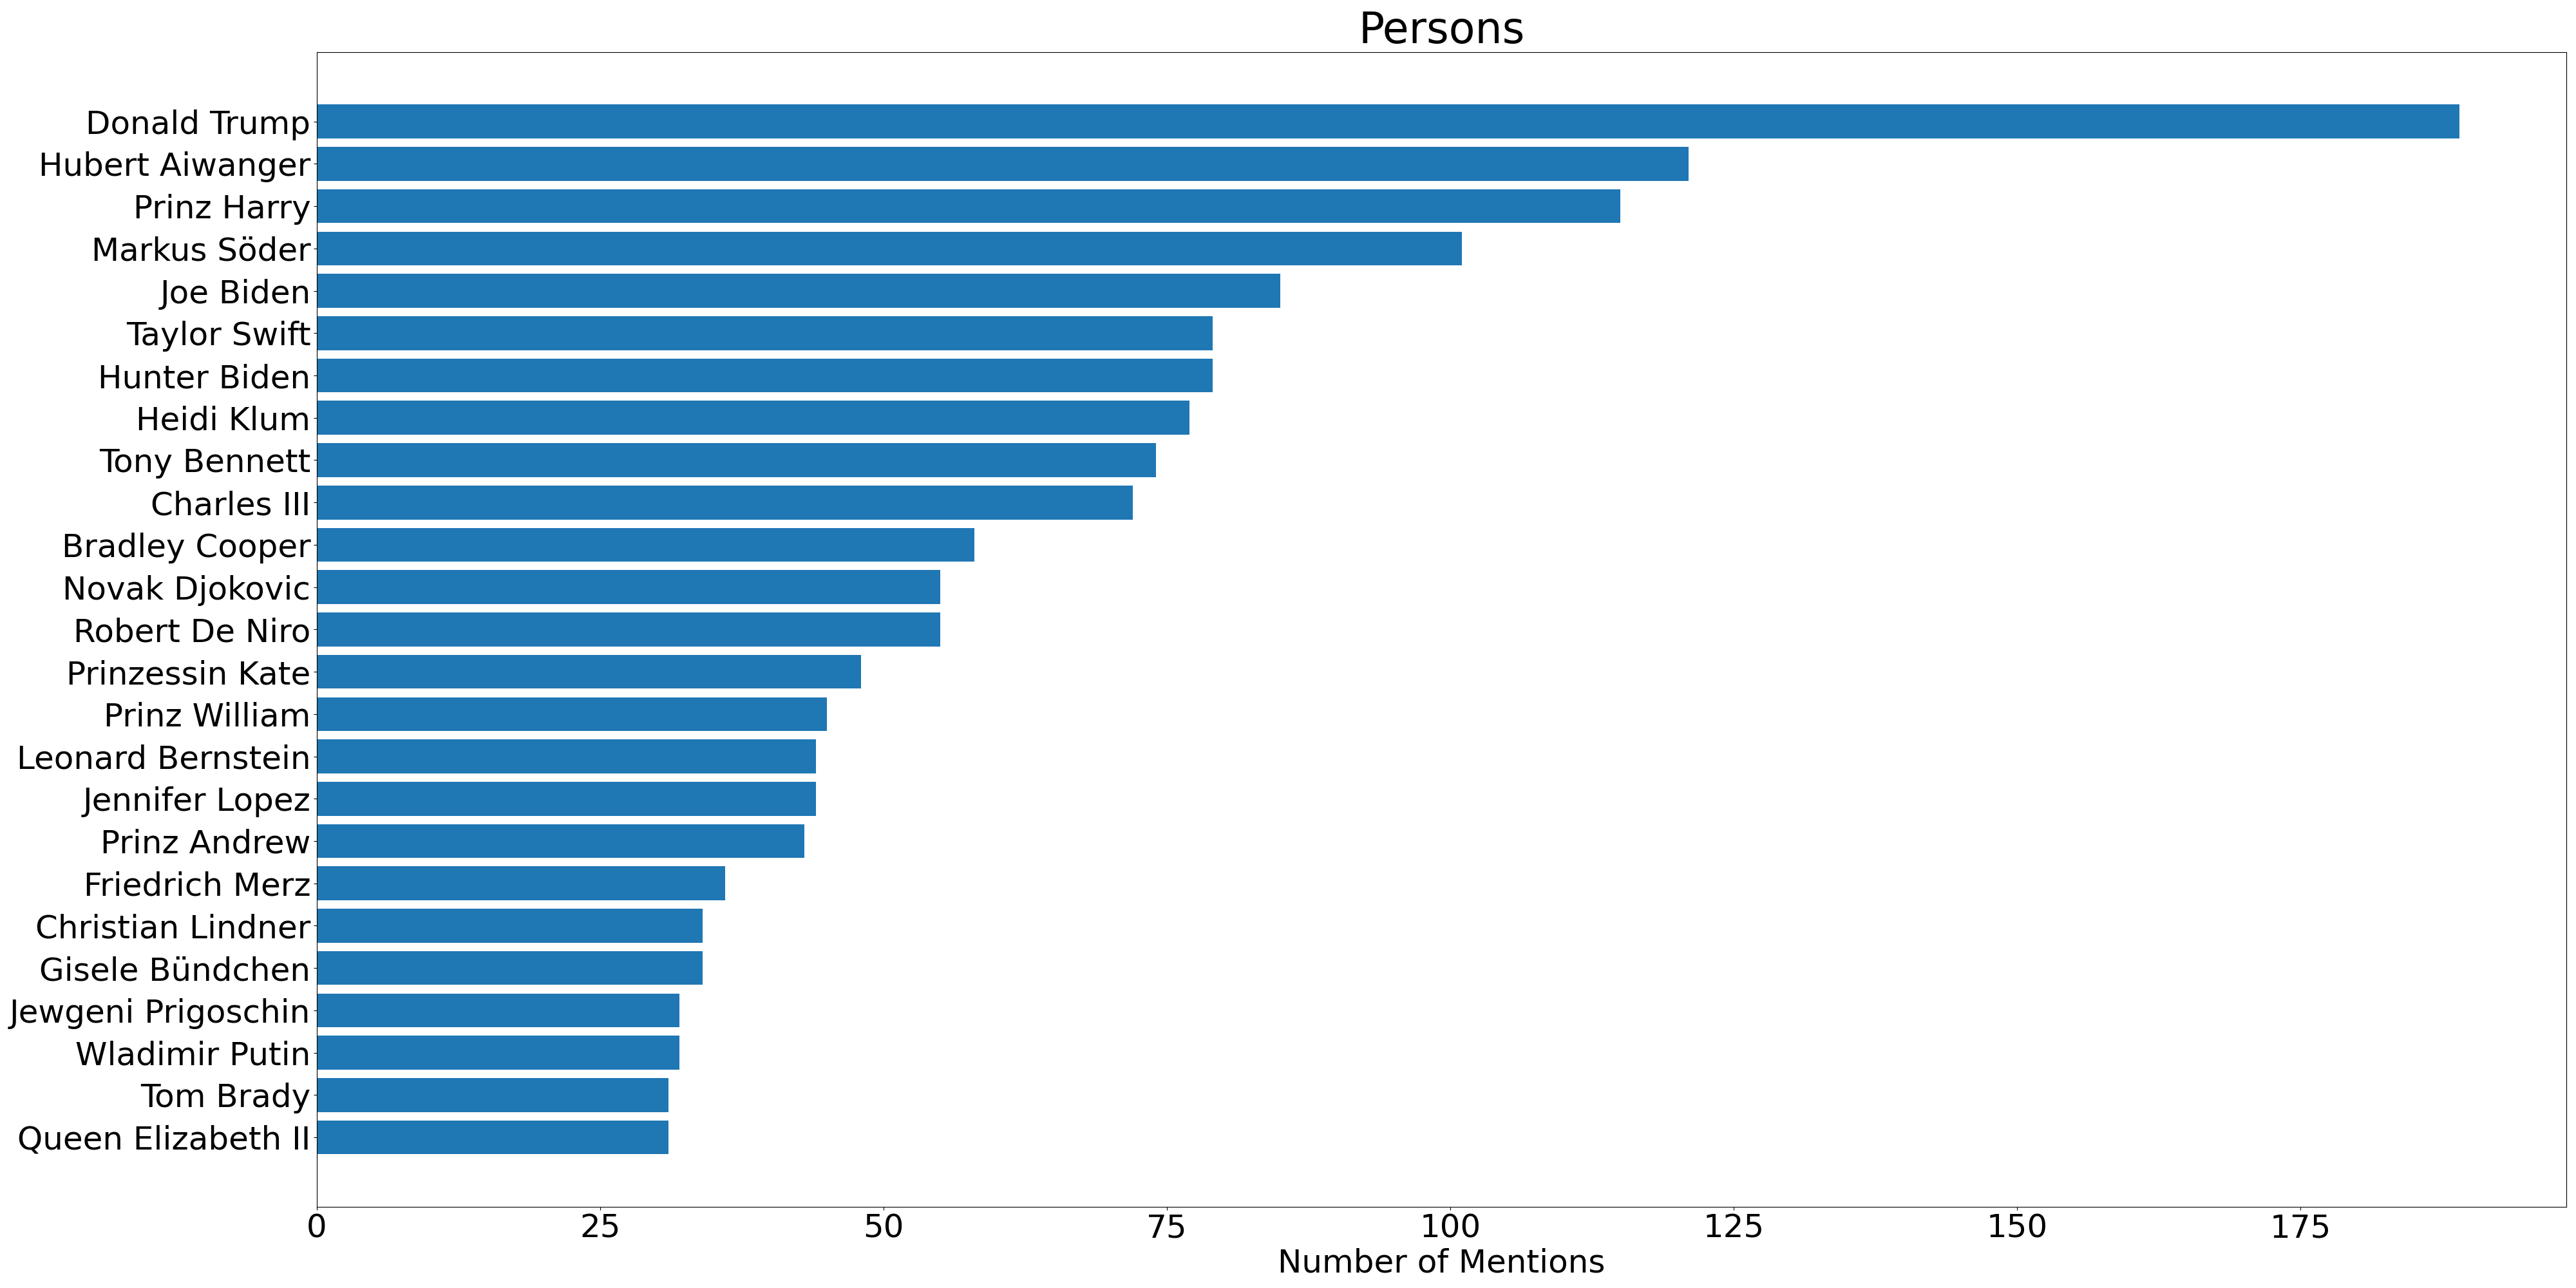 Persons
Donald Trump
Hubert Aiwanger
Prinz Harry
Markus Söder
Joe Biden
Taylor Swift
Hunter Biden
Heidi Klum
Tony Bennett
Charles III
Bradley Cooper
Novak Djokovic
Robert De Niro
Prinzessin Kate
Prinz William
Leonard Bernstein
Jennifer Lopez
Prinz Andrew
Friedrich Merz
Christian Lindner
Gisele Bündchen
Jewgeni Prigoschin
Wladimir Putin
Tom Brady
Queen Elizabeth II
0 25 50 75 100 125 150 175
Number of Mentions